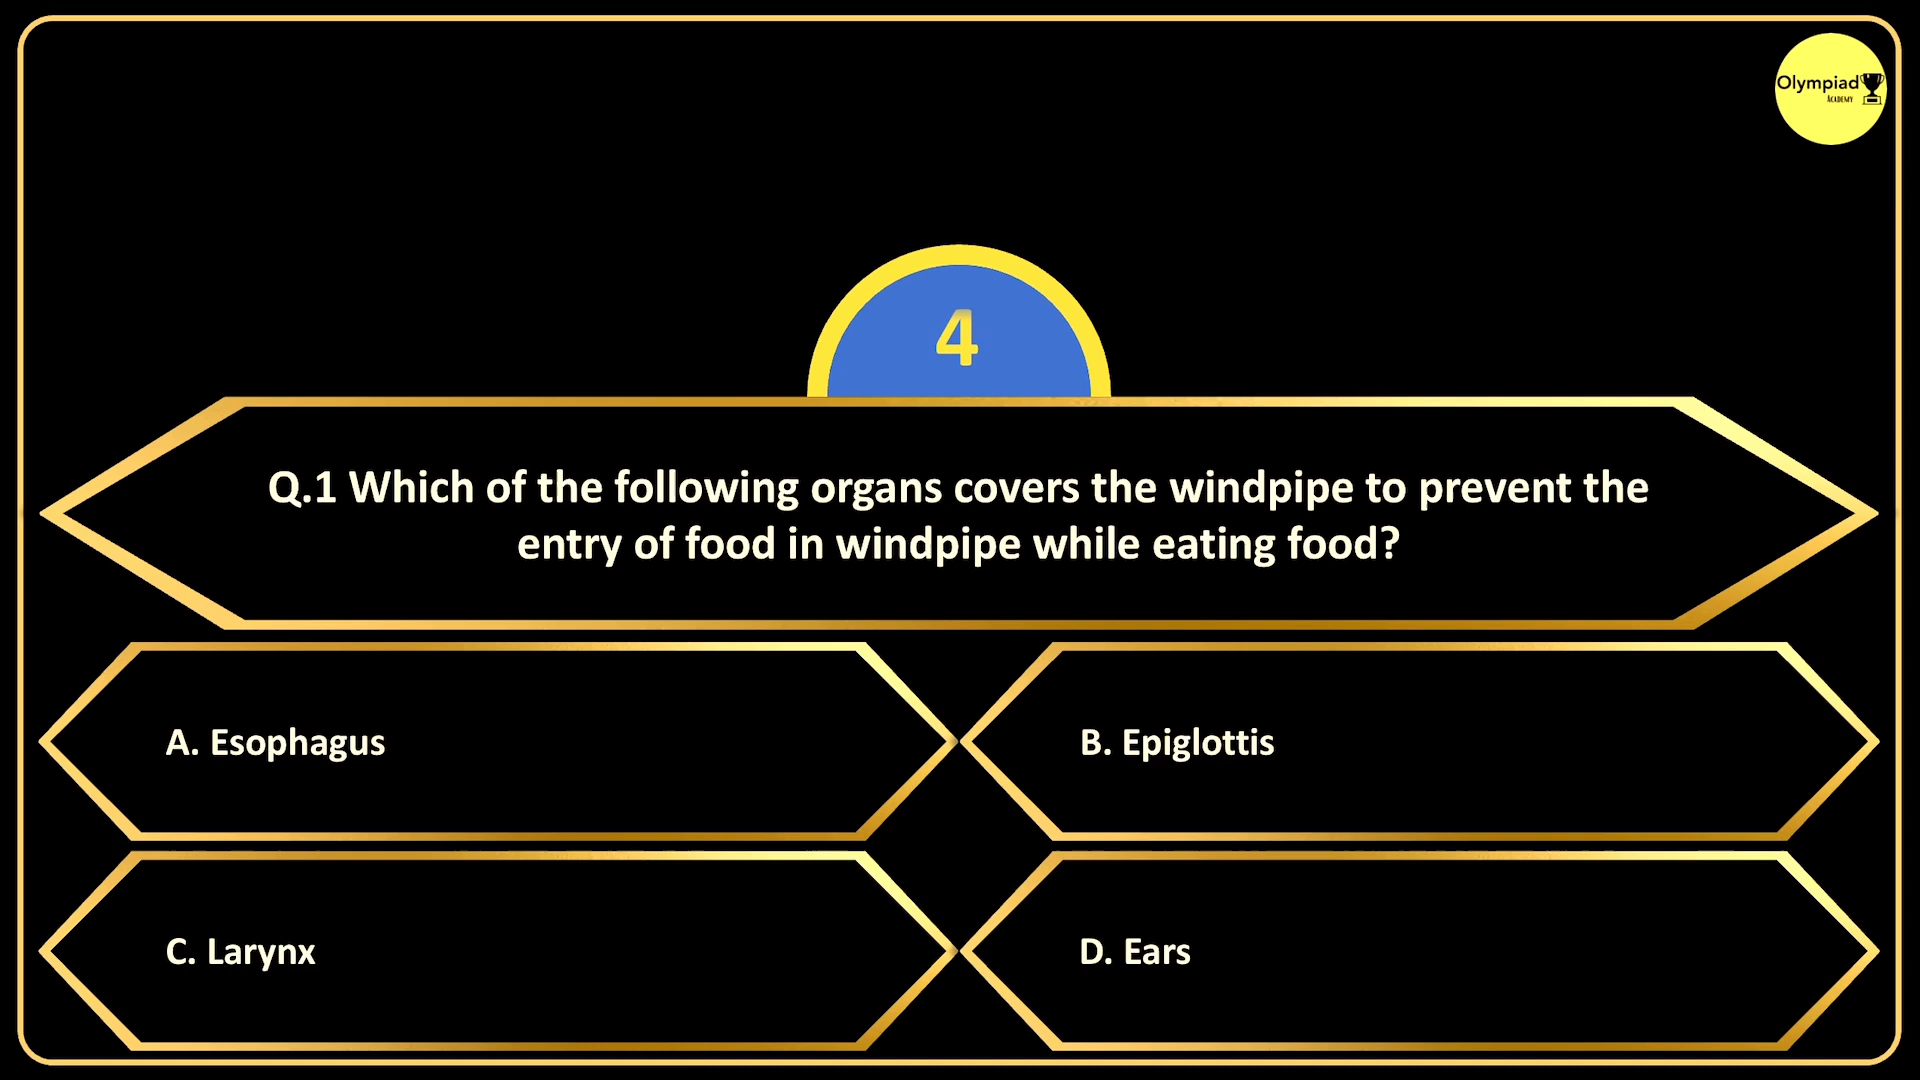 Olympiad
ACADEMY
4
Q.1 Which of the following organs covers the windpipe to prevent the
entry of food in windpipe while eating food?
A. Esophagus
B. Epiglottis
C. Larynx
D. Ears